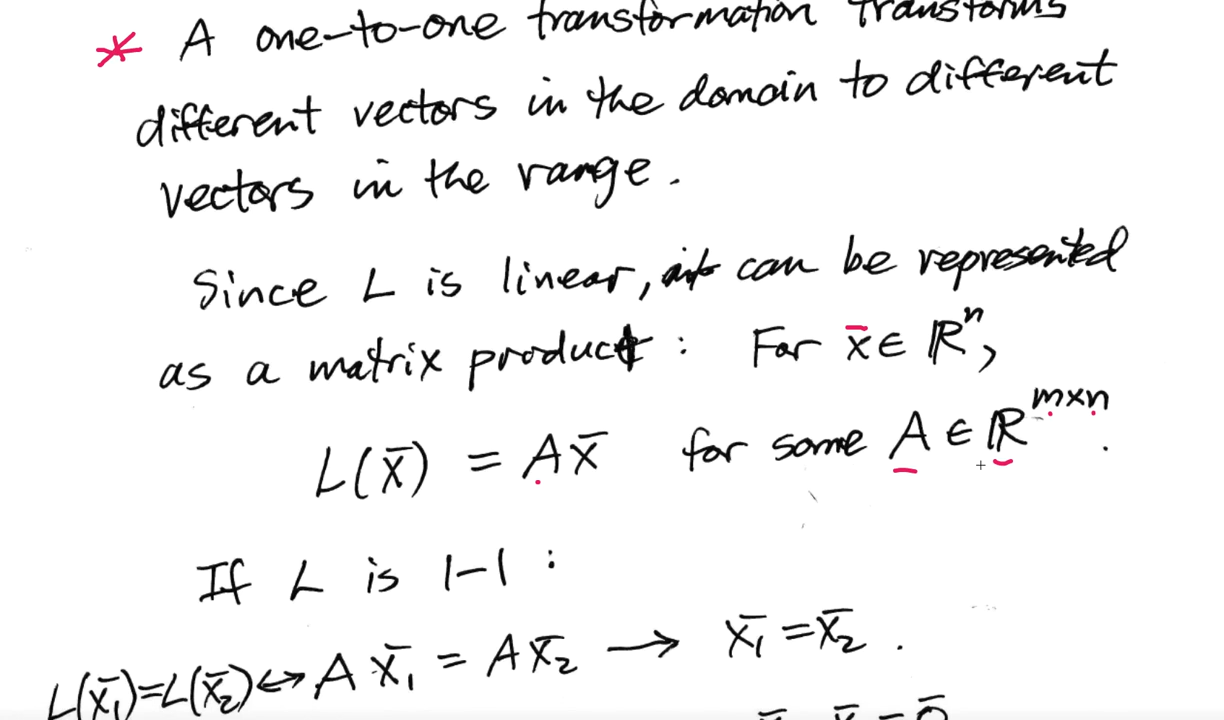 * A one-to-one transformation transforms
different vectors in the domain to different
vectors in the range.
Since L is linear, it can be represented
as a matrix product : For x̄ ∈ ℝⁿ,
L(x̄) = Ax̄ for some A ∈ ℝᵐˣⁿ.
If L is 1-1 :
L(x̄₁)=L(x̄₂) ↔ Ax̄₁ = Ax̄₂ → x̄₁ = x̄₂ .
x̄ x̄ = 0̄